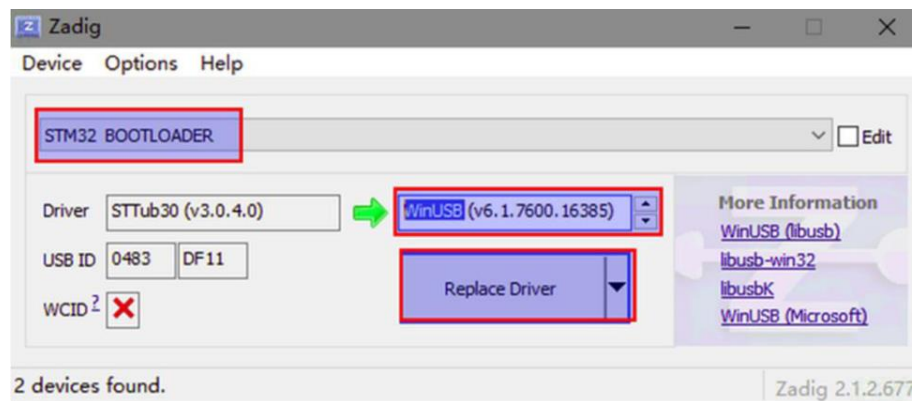 Zadig
Device Options Help
STM32 BOOTLOADER
Edit
Driver STTub30 (v3.0.4.0) WinUSB (v6.1.7600.16385)
USB ID 0483 DF11
WCID ?
Replace Driver
More Information
WinUSB (libusb)
libusb-win32
libusbK
WinUSB (Microsoft)
2 devices found.
Zadig 2.1.2.677